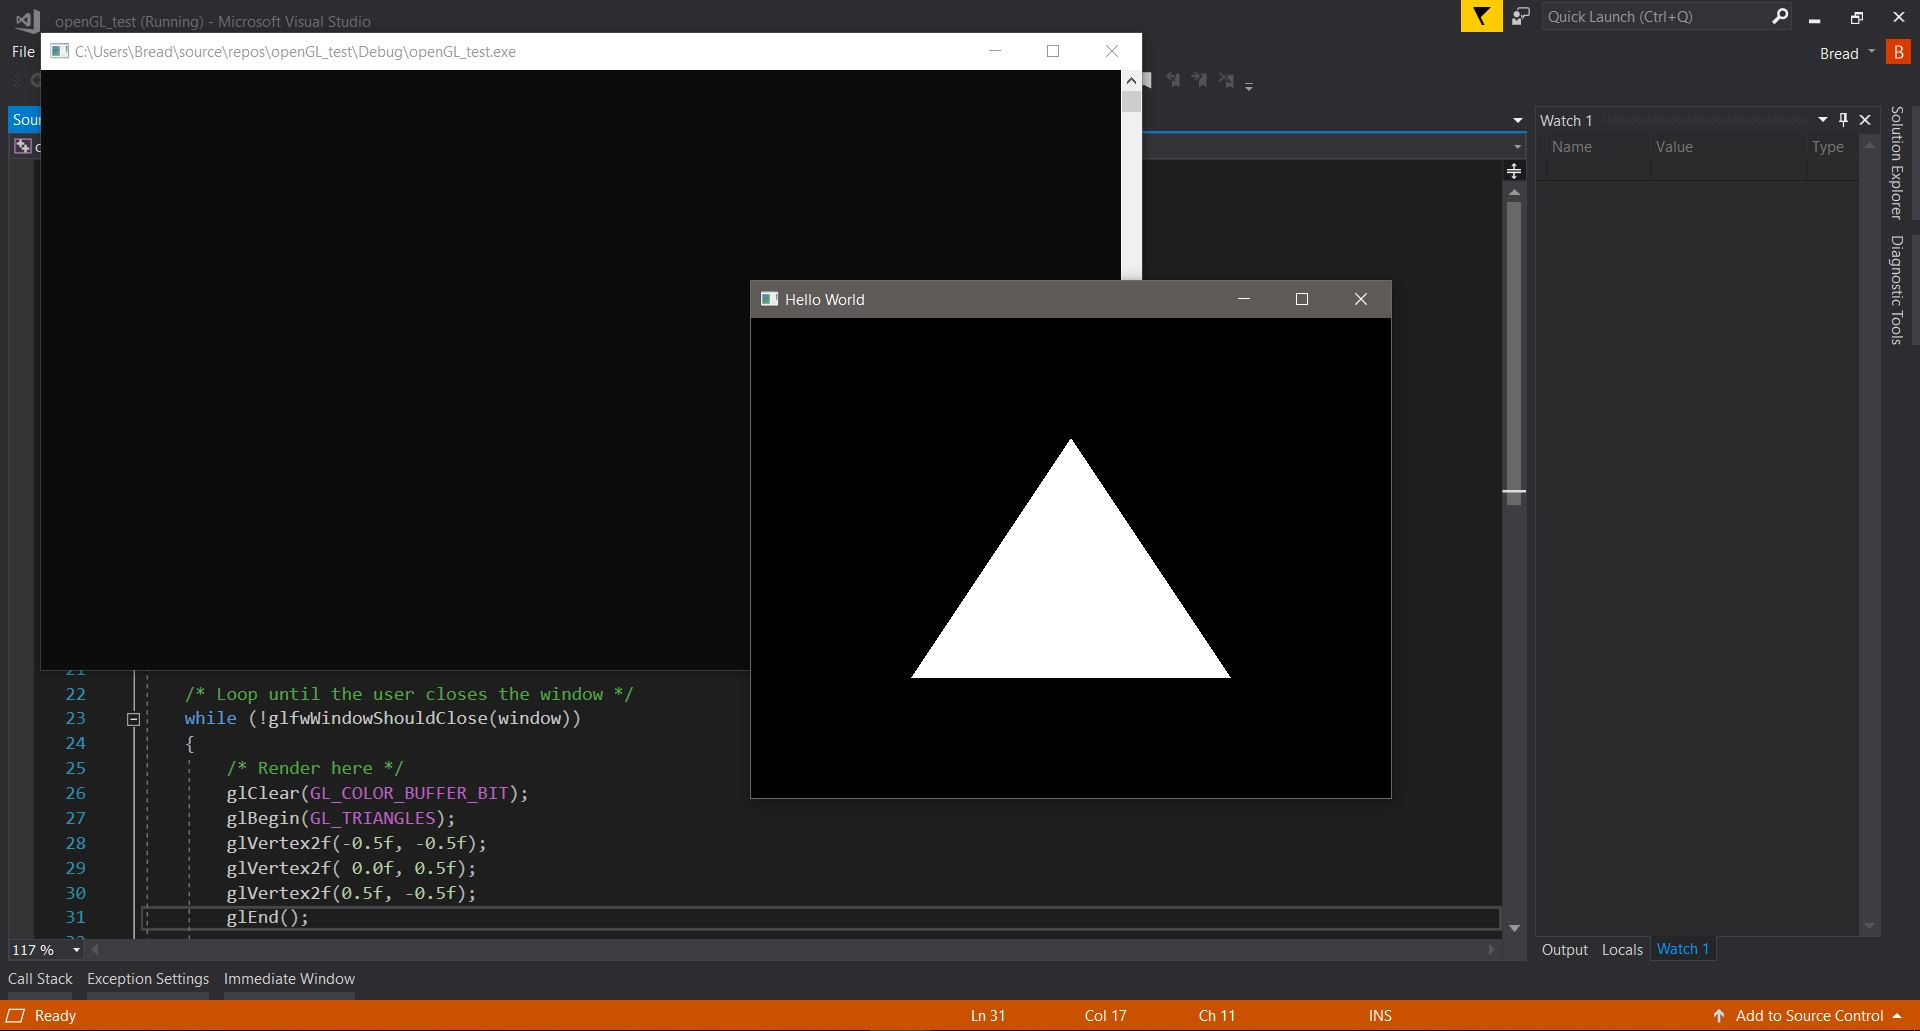 openGL_test (Running) - Microsoft Visual Studio
Quick Launch (Ctrl+Q)
File
C:\Users\Bread\source\repos\openGL_test\Debug\openGL_test.exe
Bread
B
Sour
Watch 1
Name Value Type
Solution Explorer
Diagnostic Tools
Hello World
21
22 /* Loop until the user closes the window */
23 while (!glfwWindowShouldClose(window))
24 {
25 /* Render here */
26 glClear(GL_COLOR_BUFFER_BIT);
27 glBegin(GL_TRIANGLES);
28 glVertex2f(-0.5f, -0.5f);
29 glVertex2f( 0.0f, 0.5f);
30 glVertex2f(0.5f, -0.5f);
31 glEnd();
117 %
Output Locals Watch 1
Call Stack Exception Settings Immediate Window
Ready Ln 31 Col 17 Ch 11 INS Add to Source Control